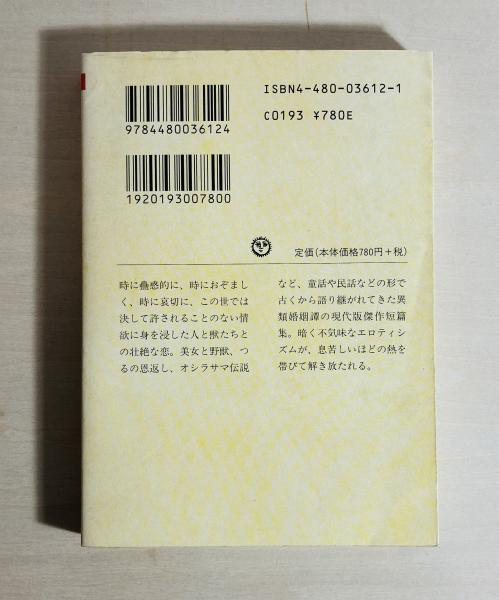 ISBN4-480-03612-1
C0193 ¥780E
9784480036124
1920193007800
定価(本体価格780円+税)
時に蠱惑的に、時におぞまし
く、時に哀切に、この世では
決して許されることのない情
欲に身を浸した人と獣たちと
の壮絶な恋。美女と野獣、つ
るの恩返し、オシラサマ伝説
など、童話や民話などの形で
古くから語り継がれてきた異
類婚姻譚の現代版傑作短篇
集。暗く不気味なエロティシ
ズムが、息苦しいほどの熱を
帯びて解き放たれる。